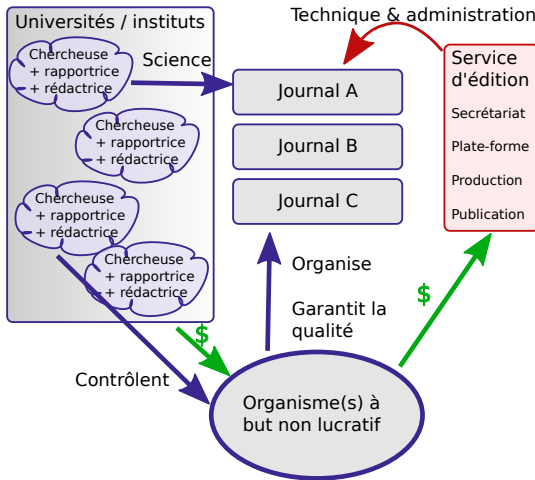 Universités / instituts
Technique & administration
Chercheuse
+ rapportrice
+ rédactrice
Science
Journal A
Service
d'édition
Secrétariat
Plate-forme
Production
Publication
Chercheuse
+ rapportrice
+ rédactrice
Journal B
Chercheuse
+ rapportrice
+ rédactrice
Journal C
Chercheuse
+ rapportrice
+ rédactrice
Organise
Garantit la
qualité
$
$
Contrôlent
Organisme(s) à
but non lucratif